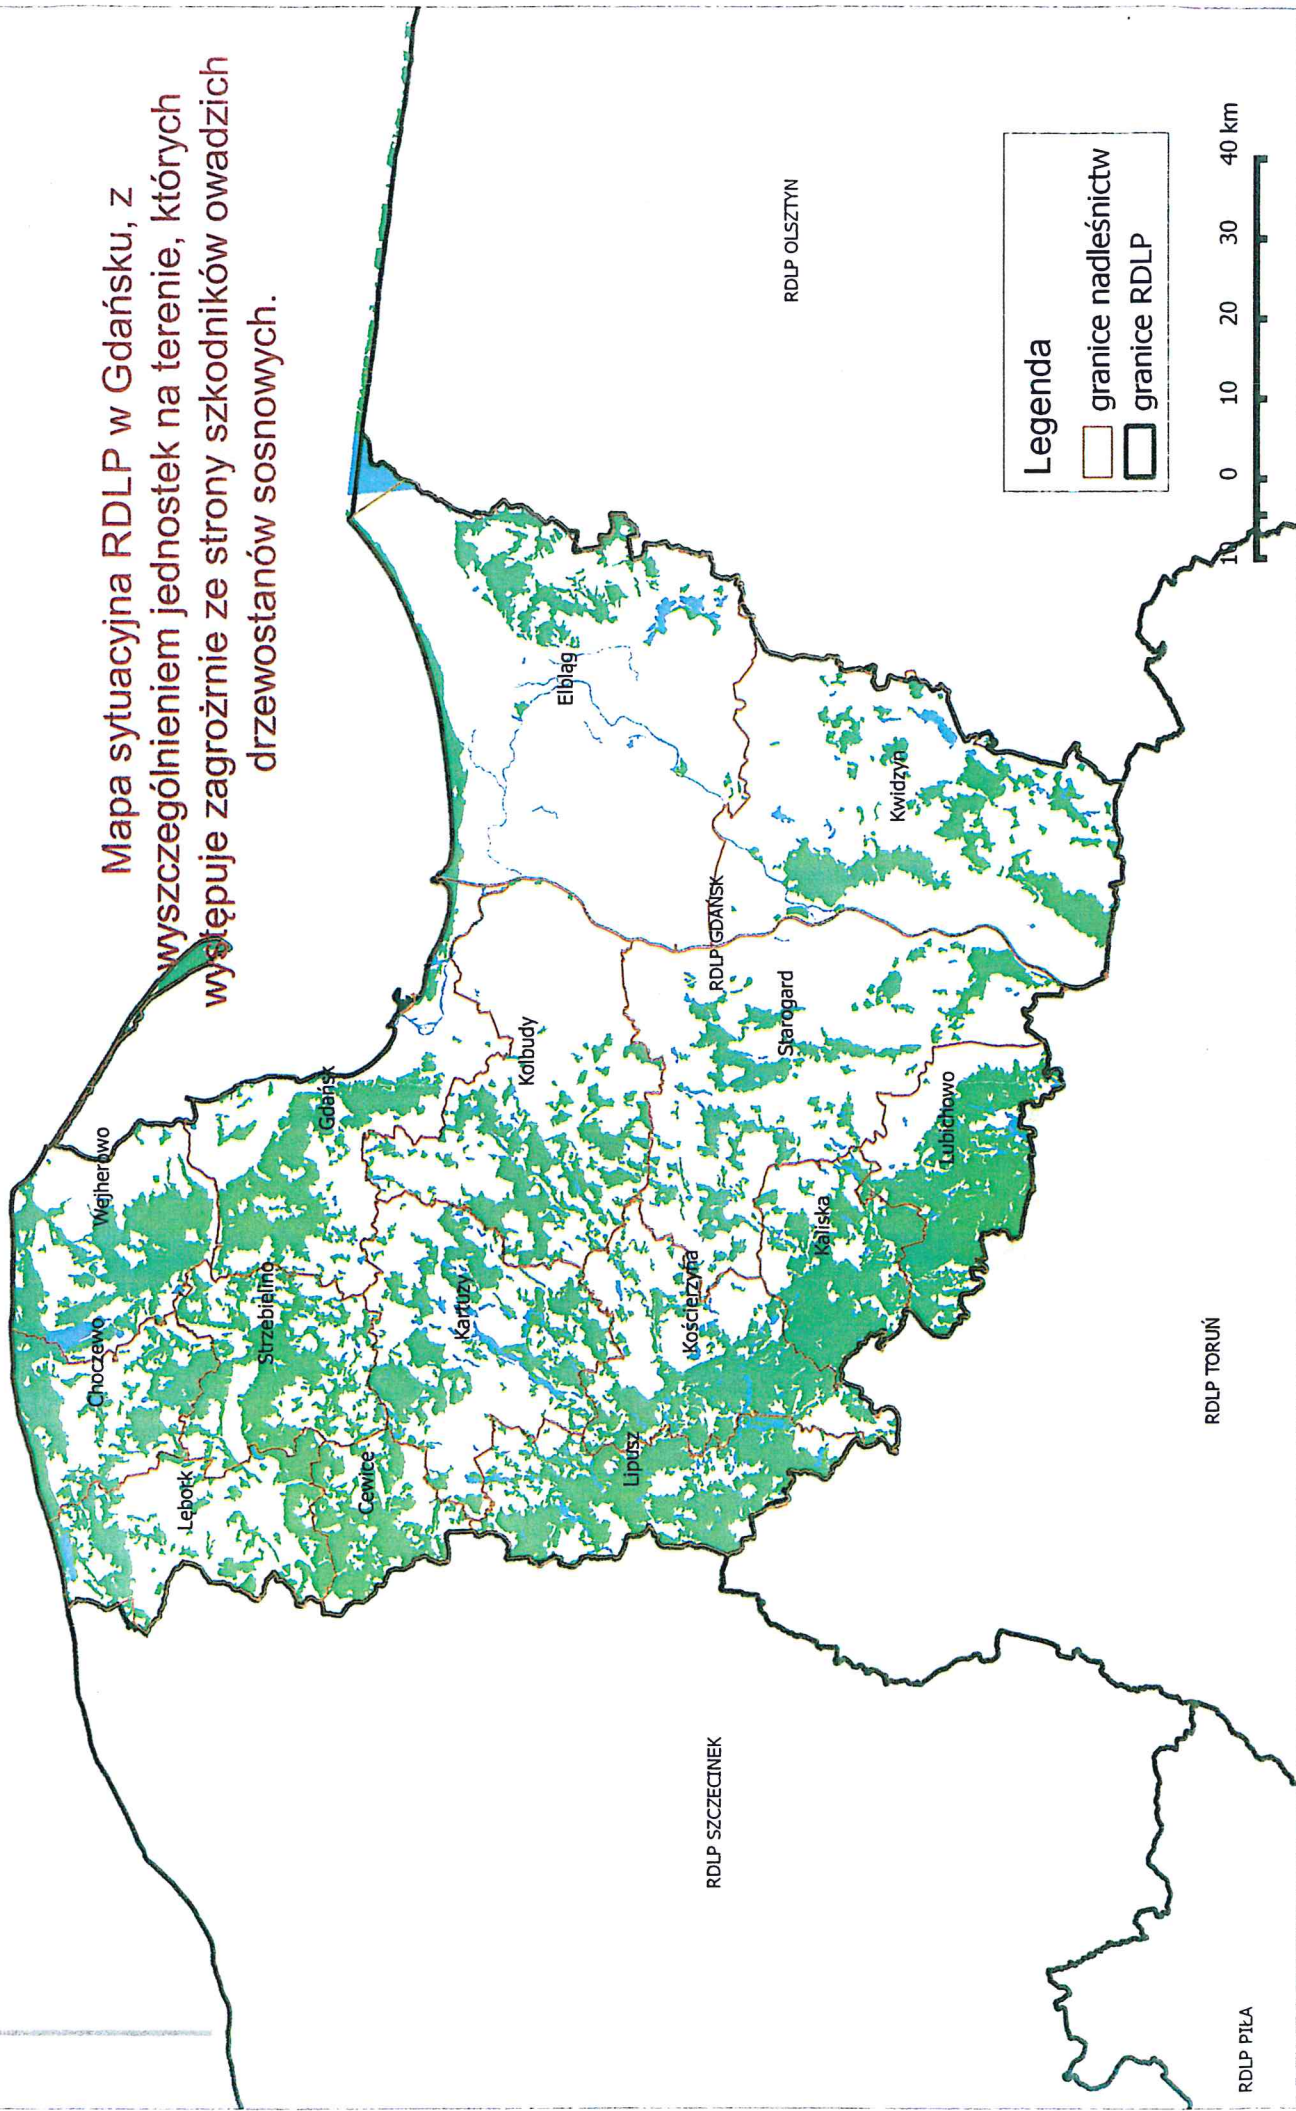 Mapa sytuacyjna RDLP w Gdańsku, z
wyszczególnieniem jednostek na terenie, których
występuje zagroźrnie ze strony szkodników owadzich
drzewostanów sosnowych.
Wejherowo
Choczewo
Lębork
Gdańsk
Strzebielino
Cewice
Kartuzy
Kolbudy
Elbląg
Lipusz
Kościerzyna
RDLP GDAŃSK
Starogard
Kwidzyn
Kaliska
Lubichowo
RDLP OLSZTYN
RDLP SZCZECINEK
RDLP TORUŃ
RDLP PIŁA
Legenda
granice nadleśnictw
granice RDLP
10 0 10 20 30 40 km